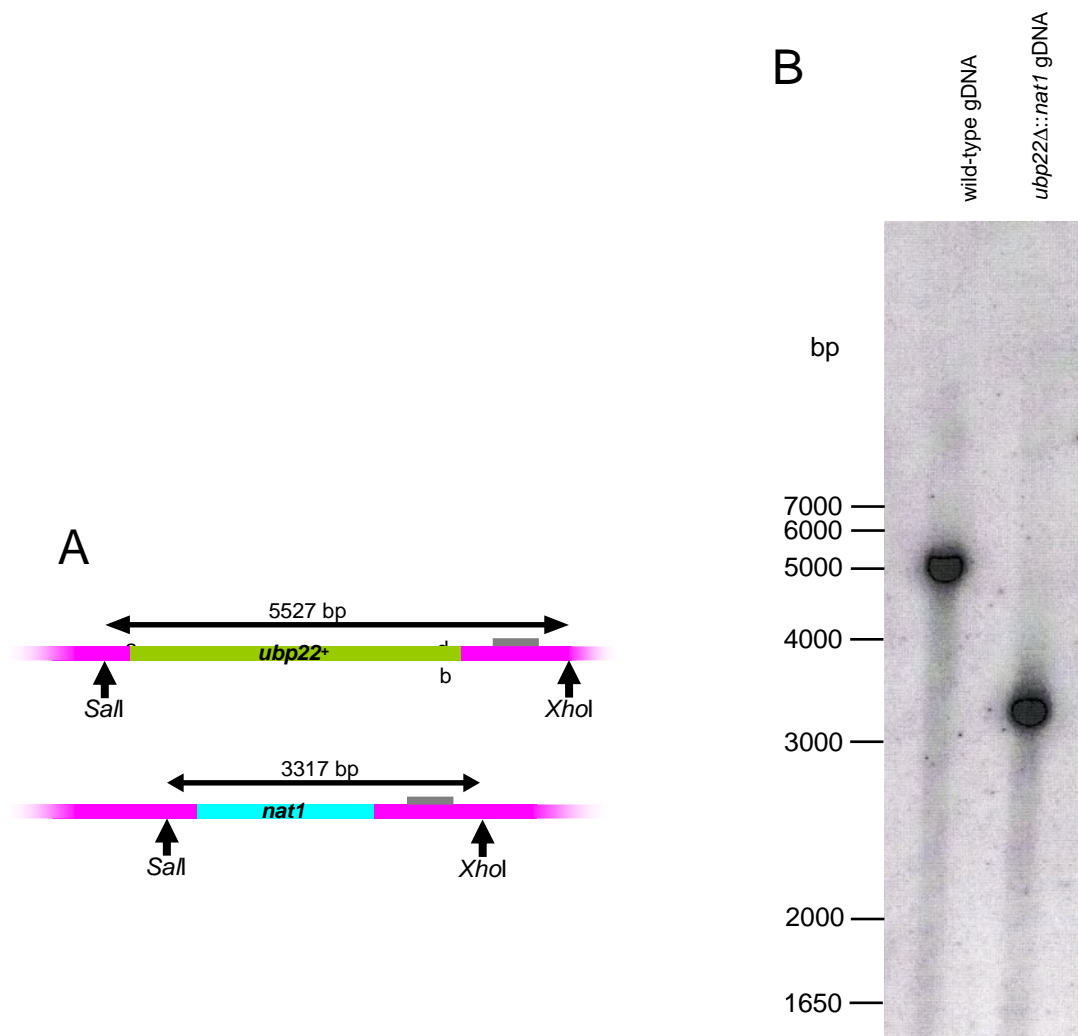 A
5527 bp
c
d
ubp22+
b
SalI
XhoI
3317 bp
nat1
SalI
XhoI
B
wild-type gDNA
ubp22Δ::nat1 gDNA
bp
7000
6000
5000
4000
3000
2000
1650